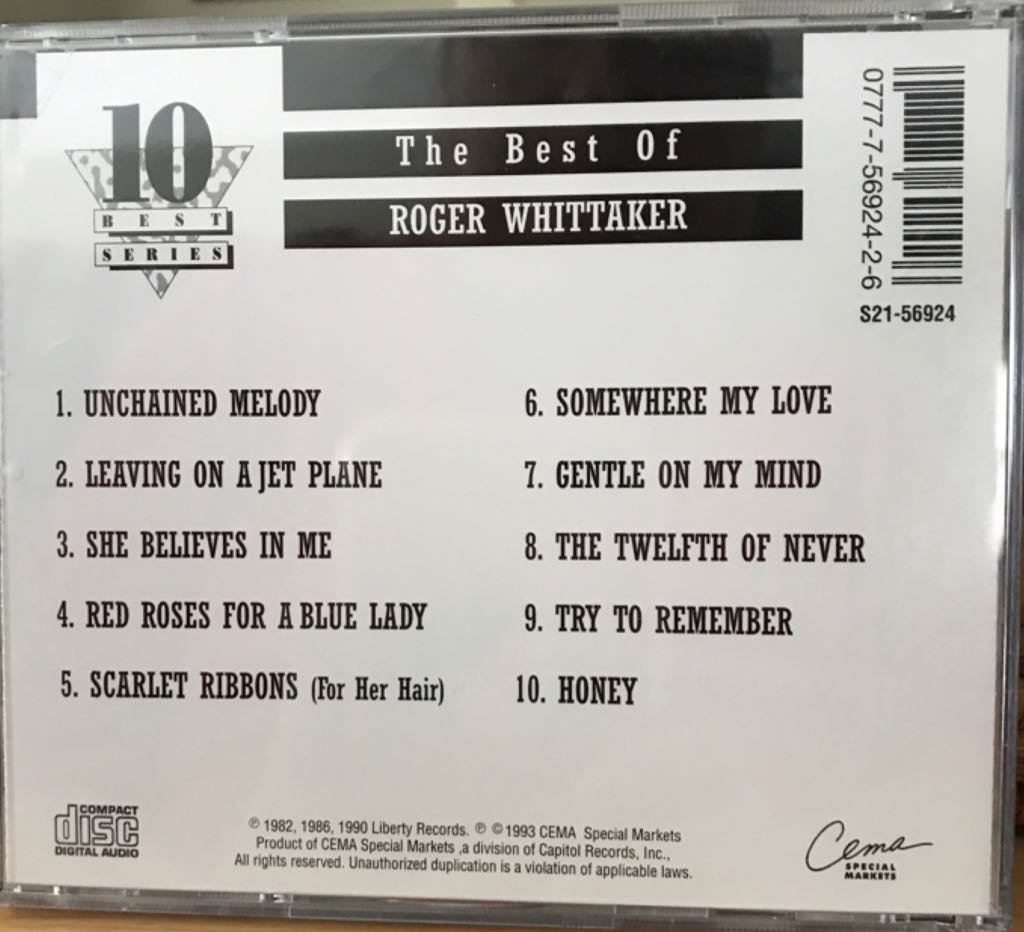 10
BEST
SERIES
The Best Of
ROGER WHITTAKER
07777-7-56924-2-6
S21-56924
1. UNCHAINED MELODY
2. LEAVING ON A JET PLANE
3. SHE BELIEVES IN ME
4. RED ROSES FOR A BLUE LADY
5. SCARLET RIBBONS (For Her Hair)
6. SOMEWHERE MY LOVE
7. GENTLE ON MY MIND
8. THE TWELFTH OF NEVER
9. TRY TO REMEMBER
10. HONEY
COMPACT
disc
DIGITAL AUDIO
℗ 1982, 1986, 1990 Liberty Records. ℗ © 1993 CEMA Special Markets
Product of CEMA Special Markets ,a division of Capitol Records, Inc.,
All rights reserved. Unauthorized duplication is a violation of applicable laws.
Cema
SPECIAL
MARKETS